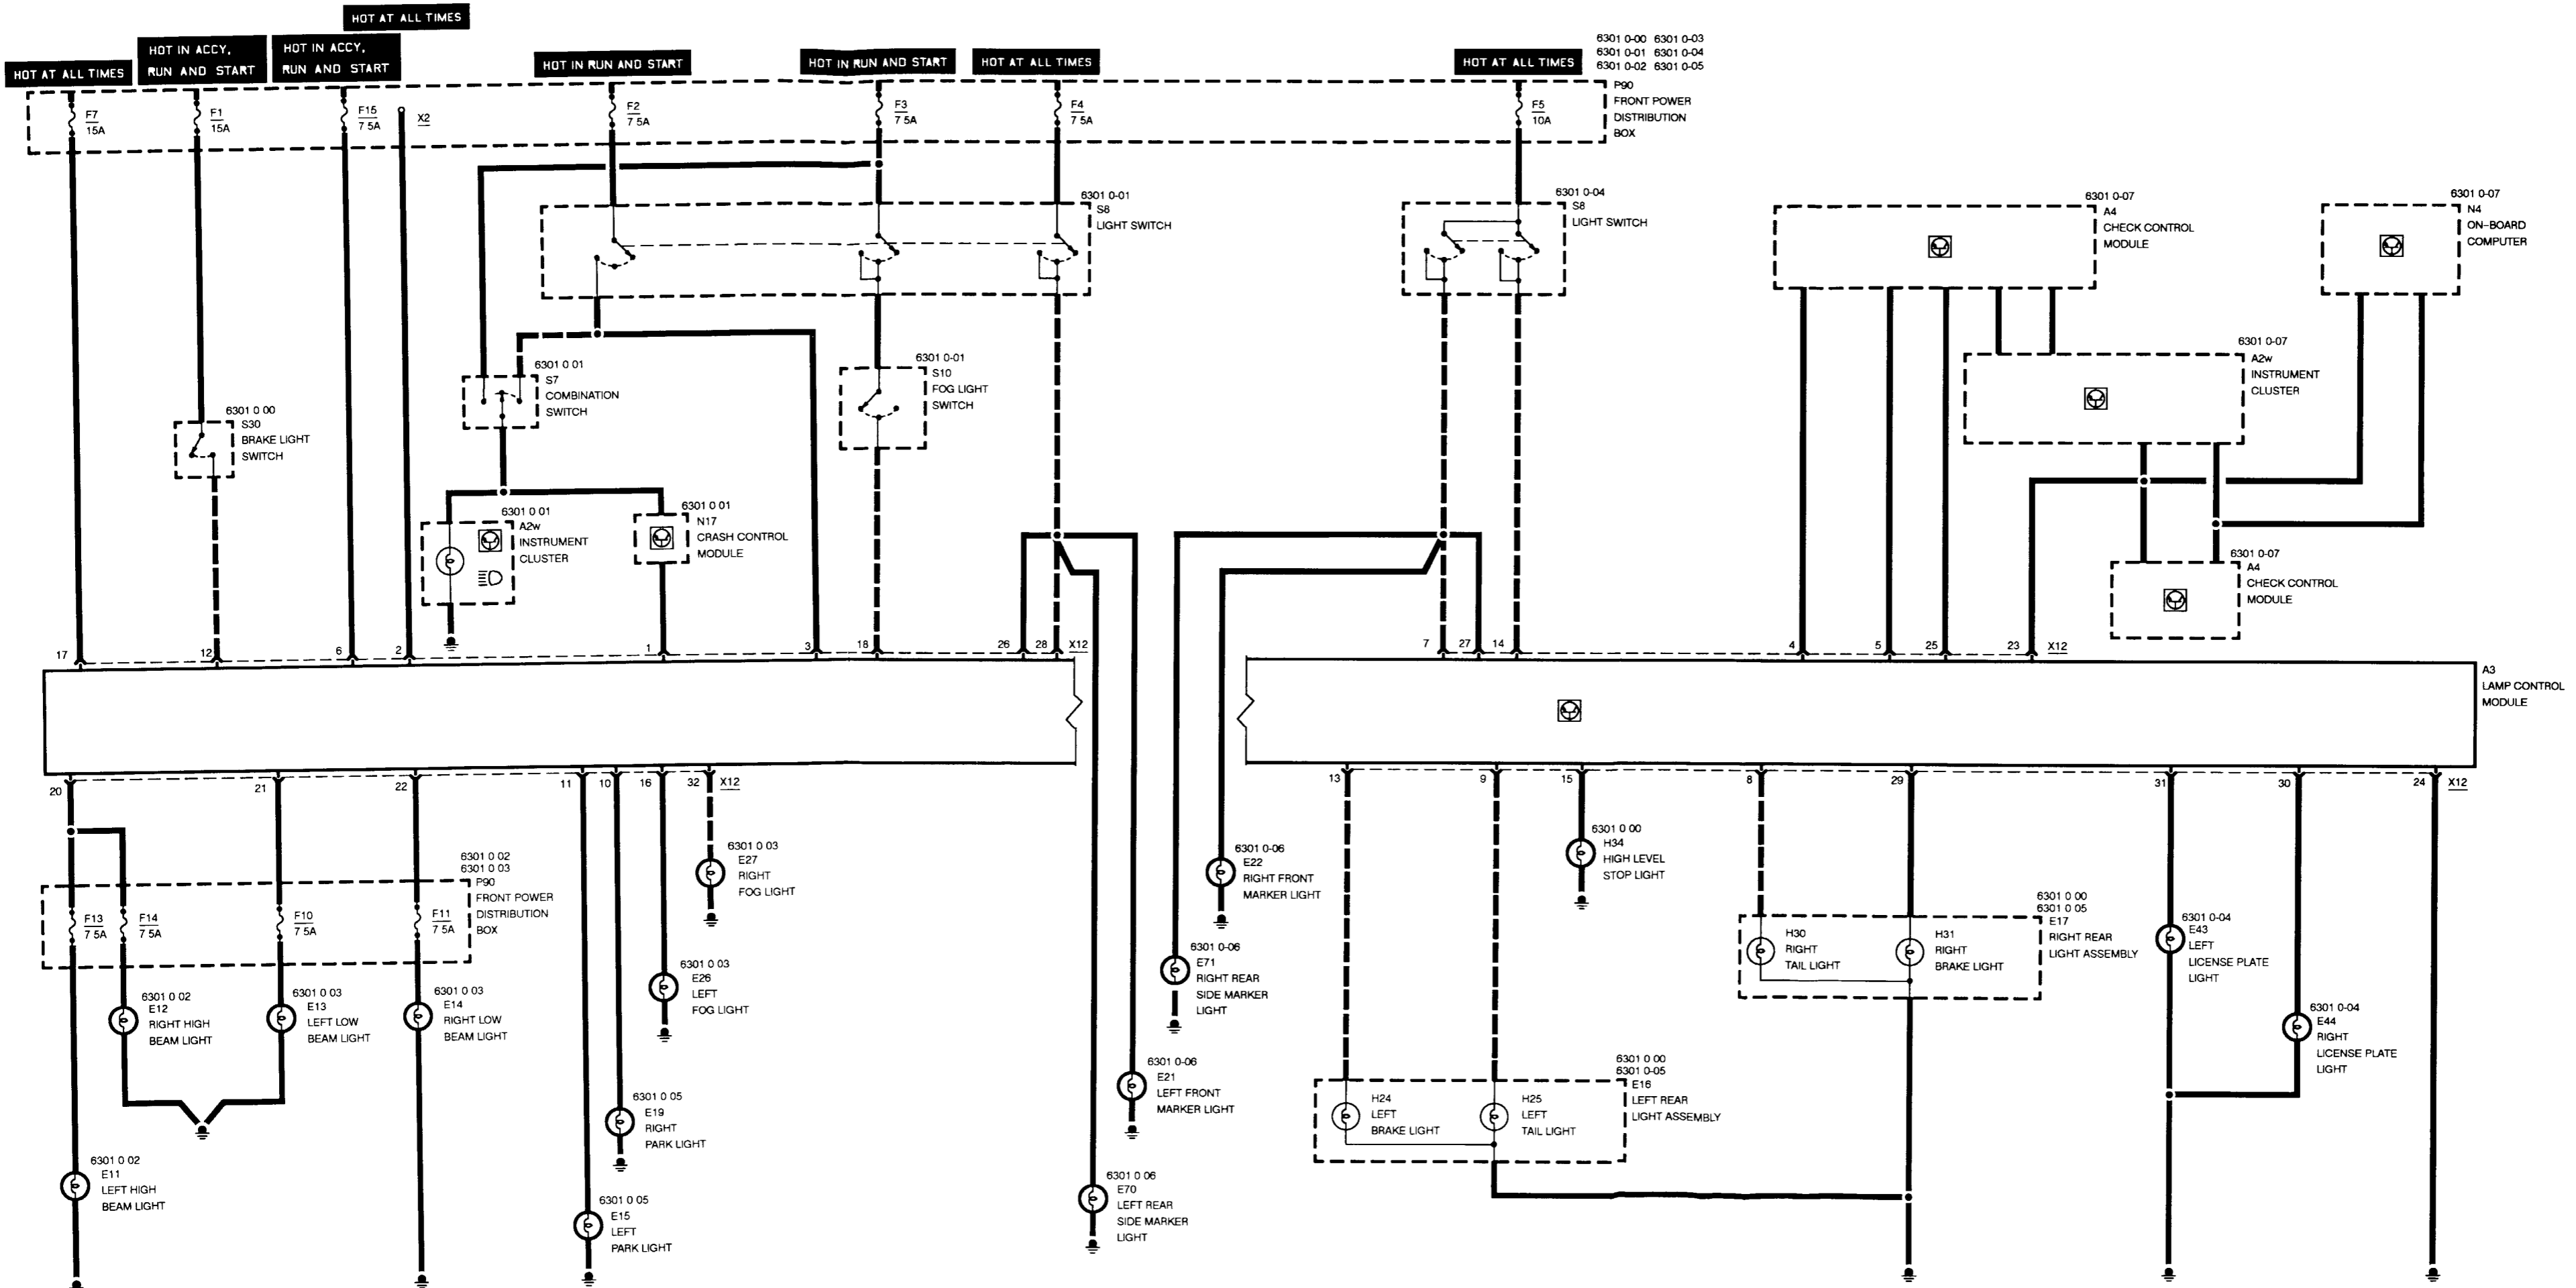 HOT AT ALL TIMES
HOT AT ALL TIMES
HOT IN ACCY,
RUN AND START
HOT IN ACCY,
RUN AND START
HOT IN RUN AND START
HOT IN RUN AND START
HOT AT ALL TIMES
HOT AT ALL TIMES
6301 0-00 6301 0-03
6301 0-01 6301 0-04
6301 0-02 6301 0-05
P90
FRONT POWER
DISTRIBUTION
BOX
F7
15A
F1
15A
F15
7 5A
X2
F2
7 5A
F3
7 5A
F4
7 5A
F5
10A
6301 0-01
S8
LIGHT SWITCH
6301 0-04
S8
LIGHT SWITCH
6301 0-07
A4
CHECK CONTROL
MODULE
6301 0-07
N4
ON-BOARD
COMPUTER
6301 0-07
A2w
INSTRUMENT
CLUSTER
6301 0 01
S7
COMBINATION
SWITCH
6301 0-01
S10
FOG LIGHT
SWITCH
6301 0 00
S30
BRAKE LIGHT
SWITCH
6301 0 01
A2w
INSTRUMENT
CLUSTER
6301 0 01
N17
CRASH CONTROL
MODULE
6301 0-07
A4
CHECK CONTROL
MODULE
17
12
6
2
1
3
18
26
28
X12
7
27
14
4
5
25
23
X12
A3
LAMP CONTROL
MODULE
20
21
22
11
10
16
32
X12
13
9
15
8
29
31
30
24
X12
6301 0 02
6301 0 03
P90
FRONT POWER
DISTRIBUTION
BOX
F13
7 5A
F14
7 5A
F10
7 5A
F11
7 5A
6301 0 03
E27
RIGHT
FOG LIGHT
6301 0-06
E22
RIGHT FRONT
MARKER LIGHT
6301 0 00
H34
HIGH LEVEL
STOP LIGHT
6301 0 00
6301 0 05
E17
RIGHT REAR
LIGHT ASSEMBLY
H30
RIGHT
TAIL LIGHT
H31
RIGHT
BRAKE LIGHT
6301 0-04
E43
LEFT
LICENSE PLATE
LIGHT
6301 0 02
E12
RIGHT HIGH
BEAM LIGHT
6301 0 03
E13
LEFT LOW
BEAM LIGHT
6301 0 03
E14
RIGHT LOW
BEAM LIGHT
6301 0 03
E26
LEFT
FOG LIGHT
6301 0-06
E71
RIGHT REAR
SIDE MARKER
LIGHT
6301 0-04
E44
RIGHT
LICENSE PLATE
LIGHT
6301 0 05
E19
RIGHT
PARK LIGHT
6301 0-06
E21
LEFT FRONT
MARKER LIGHT
6301 0 00
6301 0-05
E16
LEFT REAR
LIGHT ASSEMBLY
H24
LEFT
BRAKE LIGHT
H25
LEFT
TAIL LIGHT
6301 0 02
E11
LEFT HIGH
BEAM LIGHT
6301 0 05
E15
LEFT
PARK LIGHT
6301 0 06
E70
LEFT REAR
SIDE MARKER
LIGHT